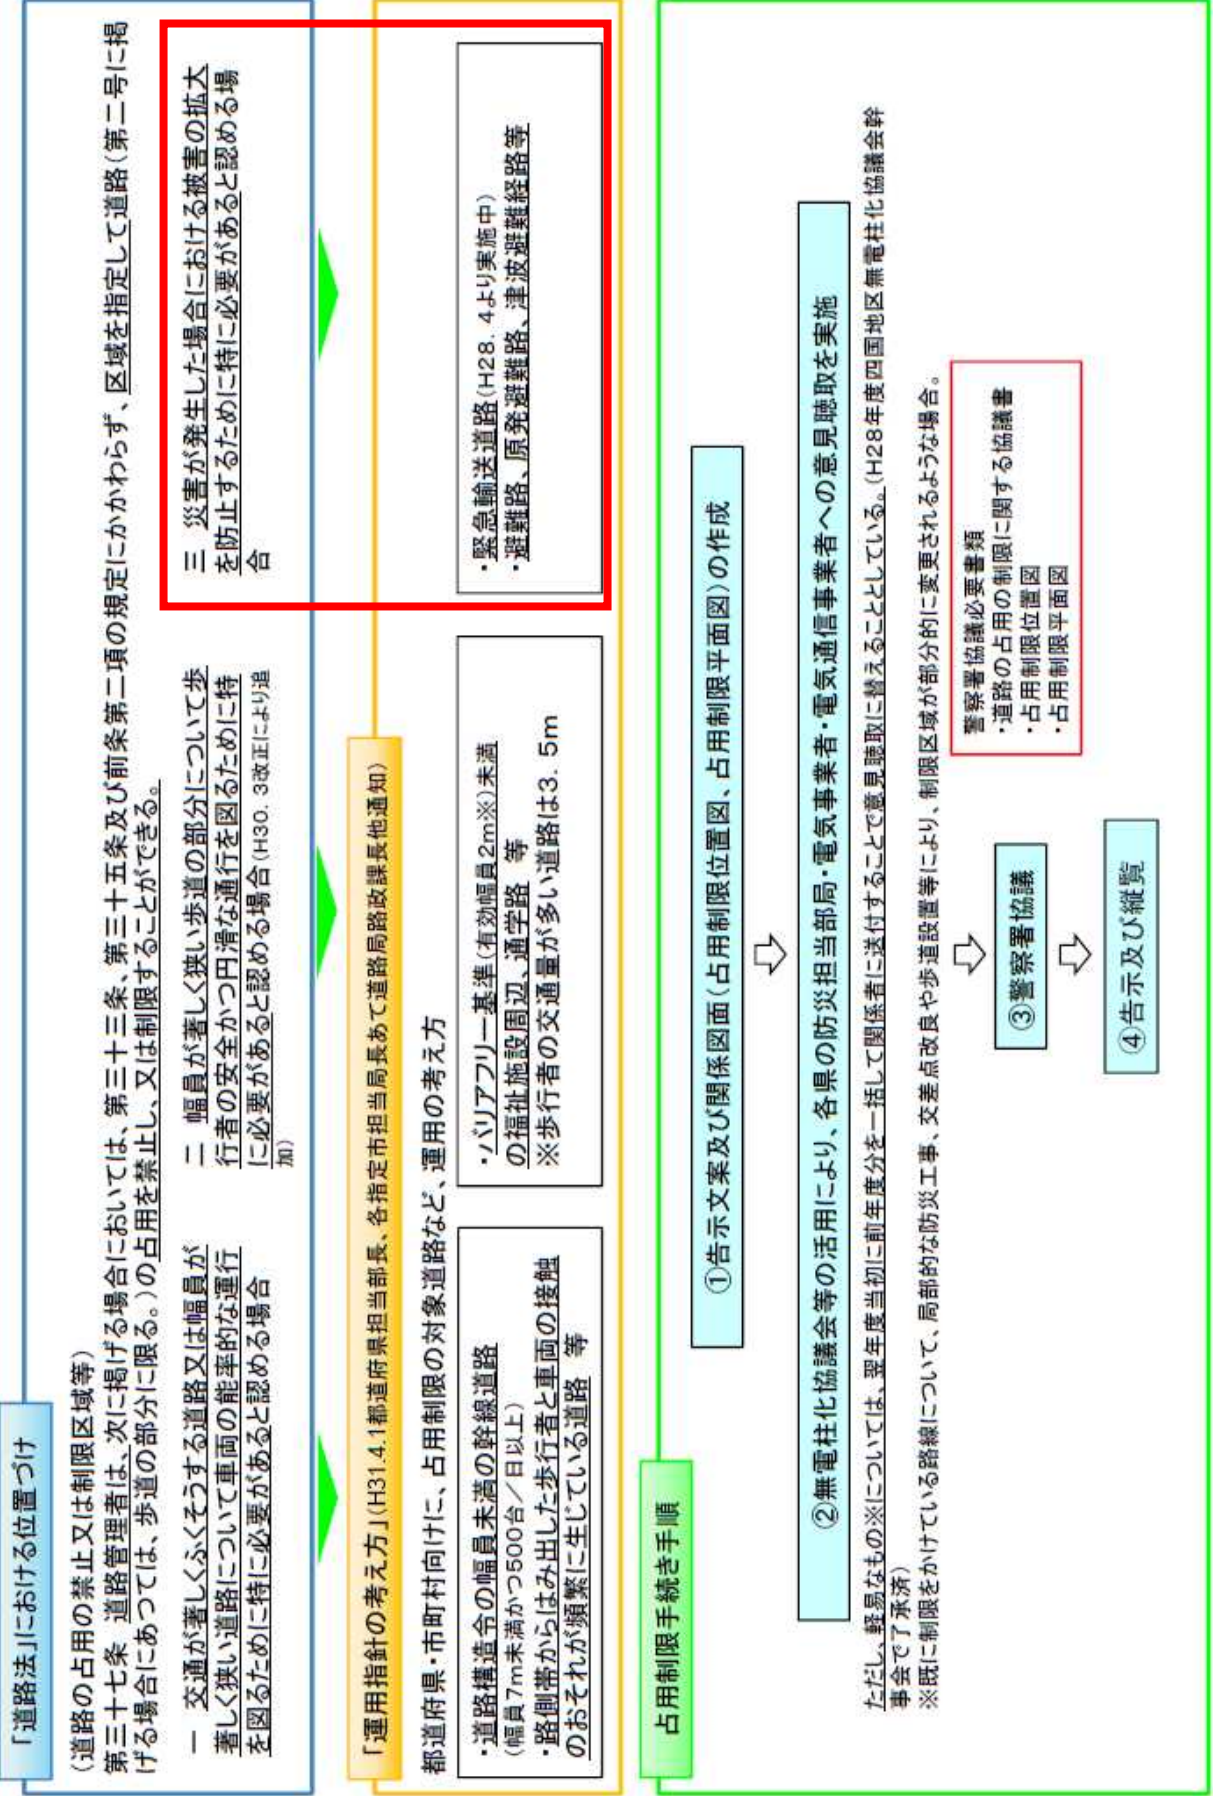 「道路法」における位置づけ
（道路の占用の禁止又は制限区域等）
第三十七条　道路管理者は、次に掲げる場合においては、第三十三条、第三十五条及び前条第二項の規定にかかわらず、区域を指定して道路（第二号に掲
げる場合にあつては、歩道の部分に限る。）の占用を禁止し、又は制限することができる。
一　交通が著しくふくそうする道路又は幅員が
著しく狭い道路について車両の能率的な運行
を図るために特に必要があると認める場合
二　幅員が著しく狭い歩道の部分について歩
行者の安全かつ円滑な通行を図るために特
に必要があると認める場合（H30．3改正により追
加）
三　災害が発生した場合における被害の拡大
を防止するために特に必要があると認める場
合
「運用指針の考え方」（H31.4.1都道府県担当部長、各指定市担当局長あて道路局路政課長他通知）
都道府県・市町村向けに、占用制限の対象道路など、運用の考え方
・道路構造令の幅員未満の幹線道路
（幅員7m未満かつ500台／日以上）
・路側帯からはみ出した歩行者と車両の接触
のおそれが頻繁に生じている道路　等
・バリアフリー基準（有効幅員2m※）未満
の福祉施設周辺、通学路　等
※歩行者の交通量が多い道路は3．5m
・緊急輸送道路（H28．4より実施中）
・避難路、原発避難路、津波避難経路等
占用制限手続き手順
①告示文案及び関係図面（占用制限位置図、占用制限平面図）の作成
②無電柱化協議会等の活用により、各県の防災担当部局・電気事業者・電気通信事業者への意見聴取を実施
ただし、軽易なもの※については、翌年度当初に前年度分を一括して関係者に送付することで意見聴取に替えることとしている。（H28年度四国地区無電柱化協議会幹
事会で了承済）
※既に制限をかけている路線について、局部的な防災工事、交差点改良や歩道設置等により、制限区域が部分的に変更されるような場合。
③警察署協議
警察署協議必要書類
・道路の占用の制限に関する協議書
・占用制限位置図
・占用制限平面図
④告示及び縦覧